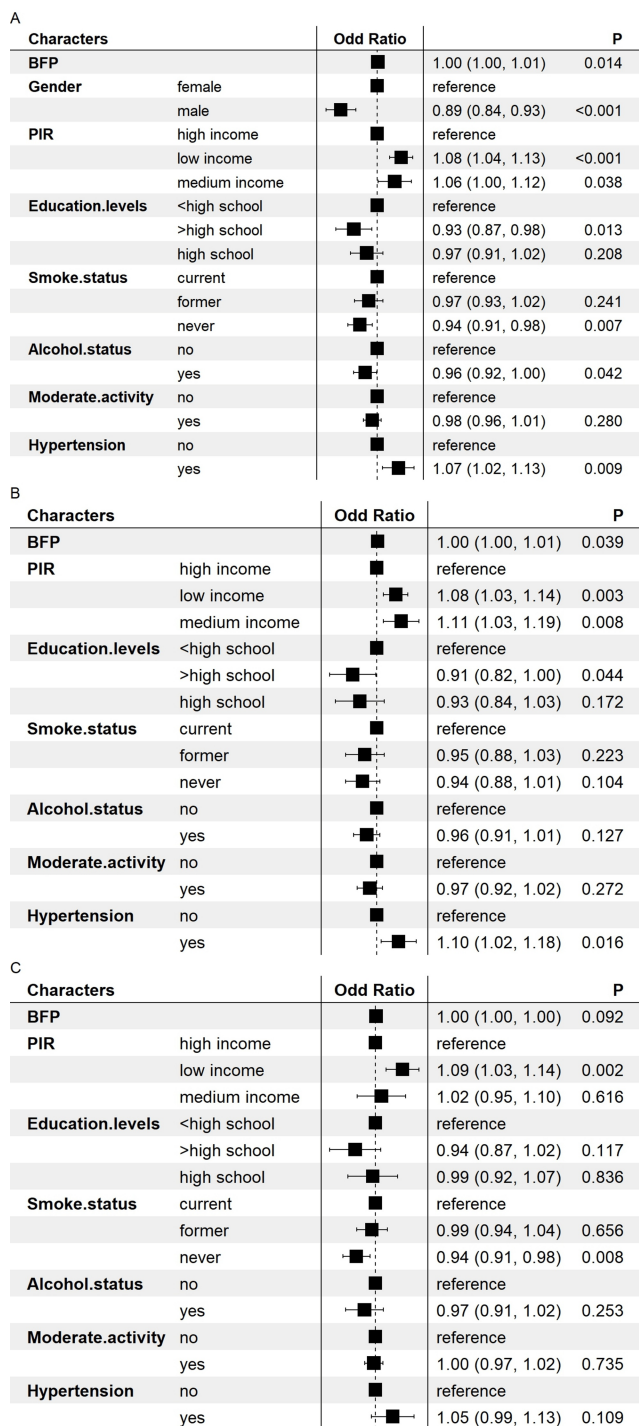 A
Characters Odd Ratio P
BFP 1.00 (1.00, 1.01) 0.014
Gender female reference
male 0.89 (0.84, 0.93) <0.001
PIR high income reference
low income 1.08 (1.04, 1.13) <0.001
medium income 1.06 (1.00, 1.12) 0.038
Education.levels <high school reference
>high school 0.93 (0.87, 0.98) 0.013
high school 0.97 (0.91, 1.02) 0.208
Smoke.status current reference
former 0.97 (0.93, 1.02) 0.241
never 0.94 (0.91, 0.98) 0.007
Alcohol.status no reference
yes 0.96 (0.92, 1.00) 0.042
Moderate.activity no reference
yes 0.98 (0.96, 1.01) 0.280
Hypertension no reference
yes 1.07 (1.02, 1.13) 0.009
B
Characters Odd Ratio P
BFP 1.00 (1.00, 1.01) 0.039
PIR high income reference
low income 1.08 (1.03, 1.14) 0.003
medium income 1.11 (1.03, 1.19) 0.008
Education.levels <high school reference
>high school 0.91 (0.82, 1.00) 0.044
high school 0.93 (0.84, 1.03) 0.172
Smoke.status current reference
former 0.95 (0.88, 1.03) 0.223
never 0.94 (0.88, 1.01) 0.104
Alcohol.status no reference
yes 0.96 (0.91, 1.01) 0.127
Moderate.activity no reference
yes 0.97 (0.92, 1.02) 0.272
Hypertension no reference
yes 1.10 (1.02, 1.18) 0.016
C
Characters Odd Ratio P
BFP 1.00 (1.00, 1.00) 0.092
PIR high income reference
low income 1.09 (1.03, 1.14) 0.002
medium income 1.02 (0.95, 1.10) 0.616
Education.levels <high school reference
>high school 0.94 (0.87, 1.02) 0.117
high school 0.99 (0.92, 1.07) 0.836
Smoke.status current reference
former 0.99 (0.94, 1.04) 0.656
never 0.94 (0.91, 0.98) 0.008
Alcohol.status no reference
yes 0.97 (0.91, 1.02) 0.253
Moderate.activity no reference
yes 1.00 (0.97, 1.02) 0.735
Hypertension no reference
yes 1.05 (0.99, 1.13) 0.109